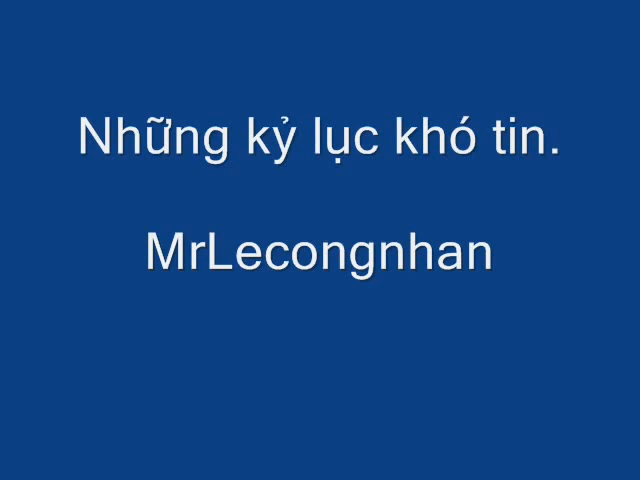 Những kỷ lục khó tin.
MrLecongnhan